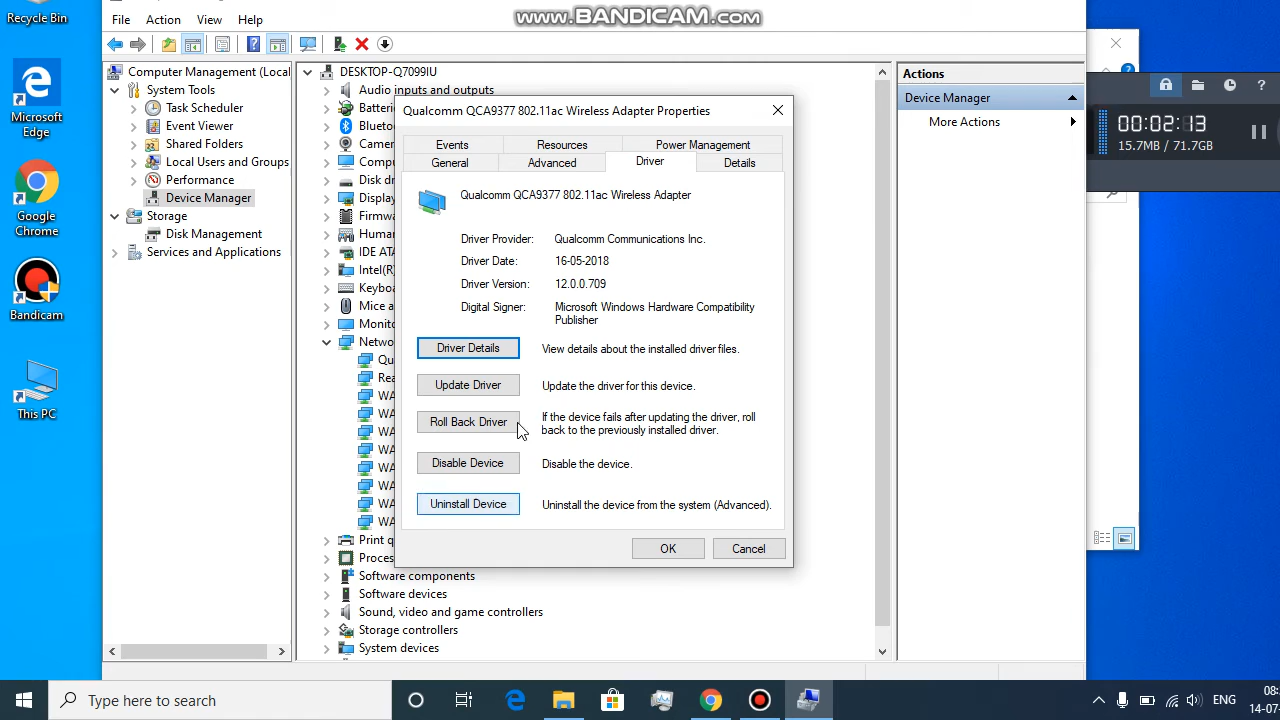 Recycle Bin
Microsoft
Edge
Google
Chrome
Bandicam
This PC
File Action View Help
www.BANDICAM.com
Computer Management (Local
System Tools
Task Scheduler
Event Viewer
Shared Folders
Local Users and Groups
Performance
Device Manager
Storage
Disk Management
Services and Applications
DESKTOP-Q7099IU
Audio inputs and outputs
Batteri
Blueto
Camer
Compu
Disk dr
Display
Firmw
Human
IDE ATA
Intel(R)
Keybo
Mice a
Monito
Netwo
Qu
Rea
WA
WA
WA
WA
WA
WA
WA
WA
Print q
Proces
Software components
Software devices
Sound, video and game controllers
Storage controllers
System devices
Qualcomm QCA9377 802.11ac Wireless Adapter Properties
Events Resources Power Management
General Advanced Driver Details
Qualcomm QCA9377 802.11ac Wireless Adapter
Driver Provider: Qualcomm Communications Inc.
Driver Date: 16-05-2018
Driver Version: 12.0.0.709
Digital Signer: Microsoft Windows Hardware Compatibility
Publisher
Driver Details View details about the installed driver files.
Update Driver Update the driver for this device.
Roll Back Driver If the device fails after updating the driver, roll
back to the previously installed driver.
Disable Device Disable the device.
Uninstall Device Uninstall the device from the system (Advanced).
OK Cancel
Actions
Device Manager
More Actions
00:02:13
15.7MB / 71.7GB
Type here to search
ENG
08:
14-07